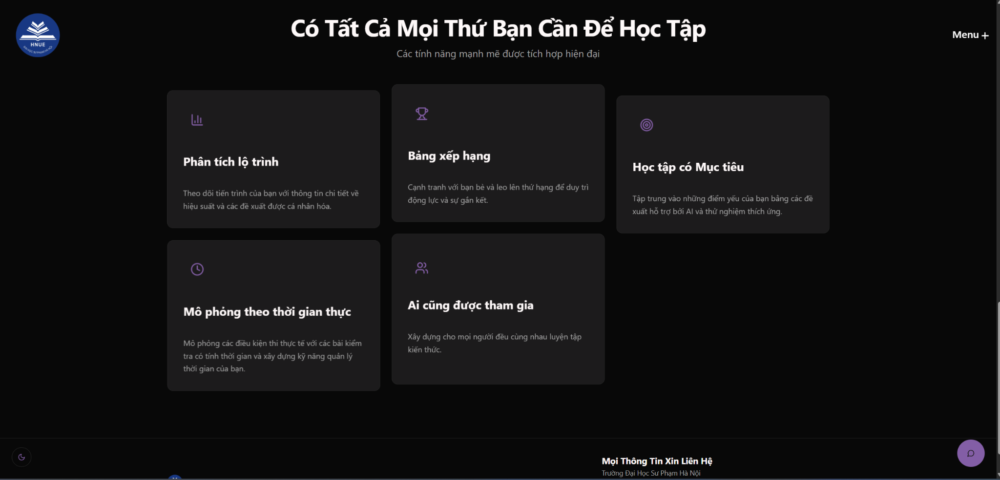 HNUE
ĐẠI HỌC SƯ PHẠM HÀ NỘI
Có Tất Cả Mọi Thứ Bạn Cần Để Học Tập
Menu +
Các tính năng mạnh mẽ được tích hợp hiện đại
Phân tích lộ trình
Theo dõi tiến trình của bạn với thông tin chi tiết về
hiệu suất và các đề xuất được cá nhân hóa.
Bảng xếp hạng
Cạnh tranh với bạn bè và leo lên thứ hạng để duy trì
động lực và sự gắn kết.
Học tập có Mục tiêu
Tập trung vào những điểm yếu của bạn bằng các đề
xuất hỗ trợ bởi AI và thử nghiệm thích ứng.
Mô phỏng theo thời gian thực
Mô phỏng các điều kiện thi thực tế với các bài kiểm
tra có tính thời gian và xây dựng kỹ năng quản lý
thời gian của bạn.
Ai cũng được tham gia
Xây dựng cho mọi người đều cùng nhau luyện tập
kiến thức.
Mọi Thông Tin Xin Liên Hệ
Trường Đại Học Sư Phạm Hà Nội